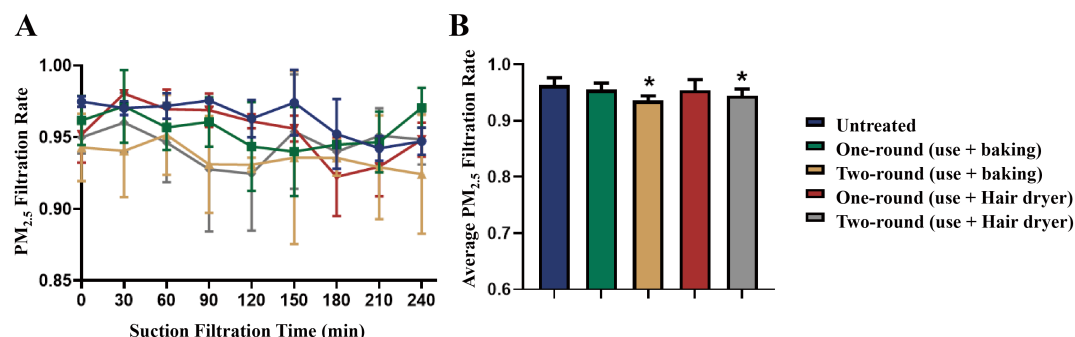 A
PM2.5 Filtration Rate
1.00
0.95
0.90
0.85
0 30 60 90 120 150 180 210 240
Suction Filtration Time (min)
B
Average PM2.5 Filtration Rate
1.0
0.9
0.8
0.7
0.6
* *
Untreated
One-round (use + baking)
Two-round (use + baking)
One-round (use + Hair dryer)
Two-round (use + Hair dryer)